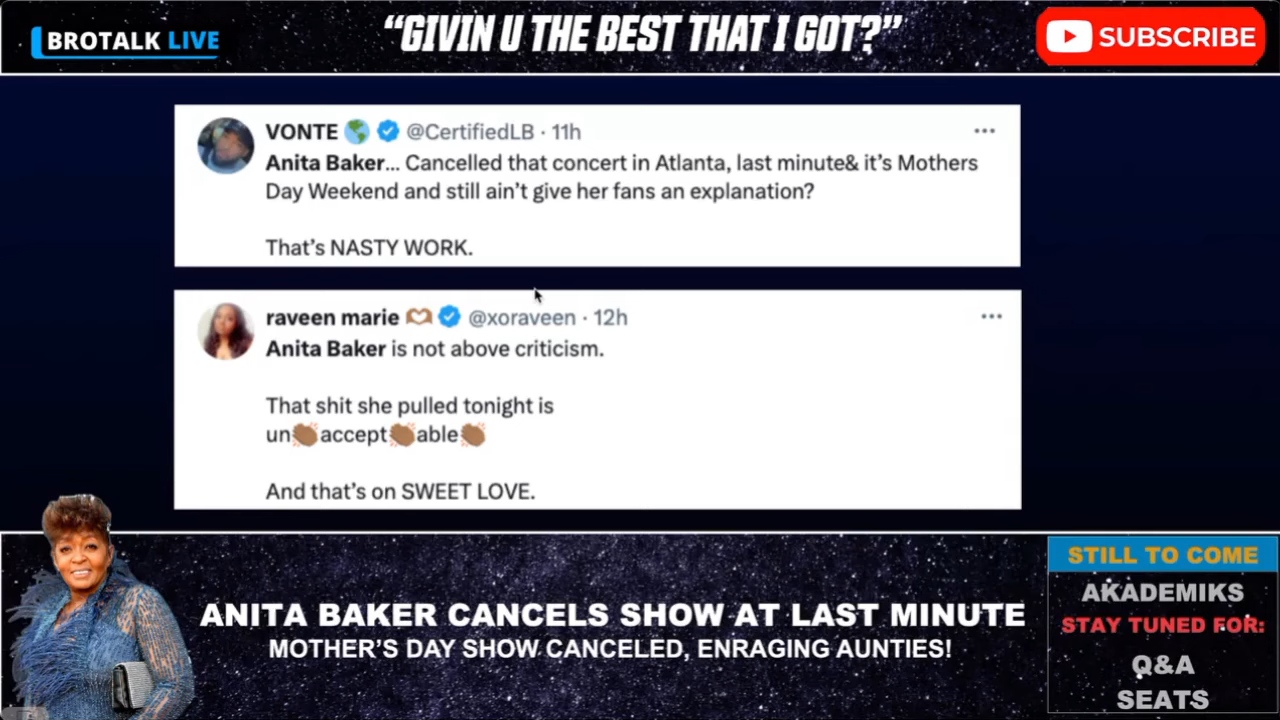 BROTALK LIVE
“GIVIN U THE BEST THAT I GOT?”
SUBSCRIBE
VONTE 🌎 @CertifiedLB · 11h
Anita Baker... Cancelled that concert in Atlanta, last minute& it’s Mothers
Day Weekend and still ain’t give her fans an explanation?
That’s NASTY WORK.
raveen marie 🫶🏽 @xoraveen · 12h
Anita Baker is not above criticism.
That shit she pulled tonight is
un👏🏾accept👏🏾able👏🏾
And that’s on SWEET LOVE.
ANITA BAKER CANCELS SHOW AT LAST MINUTE
MOTHER’S DAY SHOW CANCELED, ENRAGING AUNTIES!
STILL TO COME
AKADEMIKS
STAY TUNED FOR:
Q&A
SEATS